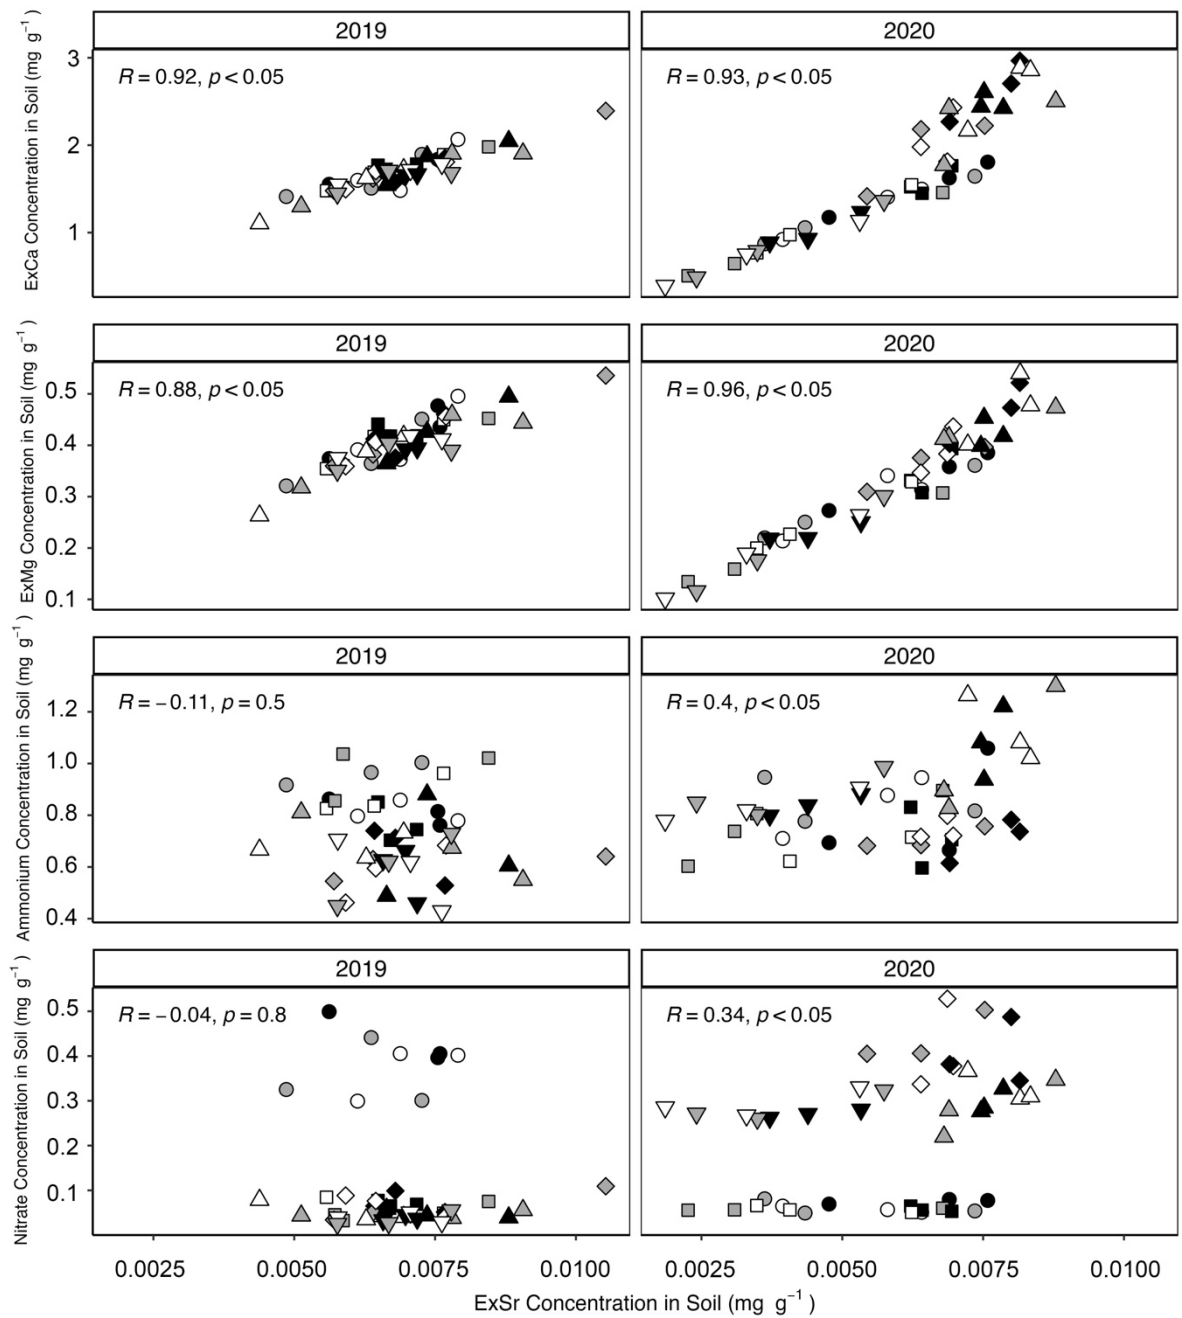 2019 2020
R = 0.92, p < 0.05 R = 0.93, p < 0.05
ExCa Concentration in Soil (mg g⁻¹ )
3
2
1
2019 2020
R = 0.88, p < 0.05 R = 0.96, p < 0.05
ExMg Concentration in Soil (mg g⁻¹ )
0.5
0.4
0.3
0.2
0.1
2019 2020
R = −0.11, p = 0.5 R = 0.4, p < 0.05
Ammonium Concentration in Soil (mg g⁻¹ )
1.2
1.0
0.8
0.6
0.4
2019 2020
R = −0.04, p = 0.8 R = 0.34, p < 0.05
Nitrate Concentration in Soil (mg g⁻¹ )
0.5
0.4
0.3
0.2
0.1
0.0025 0.0050 0.0075 0.0100 0.0025 0.0050 0.0075 0.0100
ExSr Concentration in Soil (mg g⁻¹ )